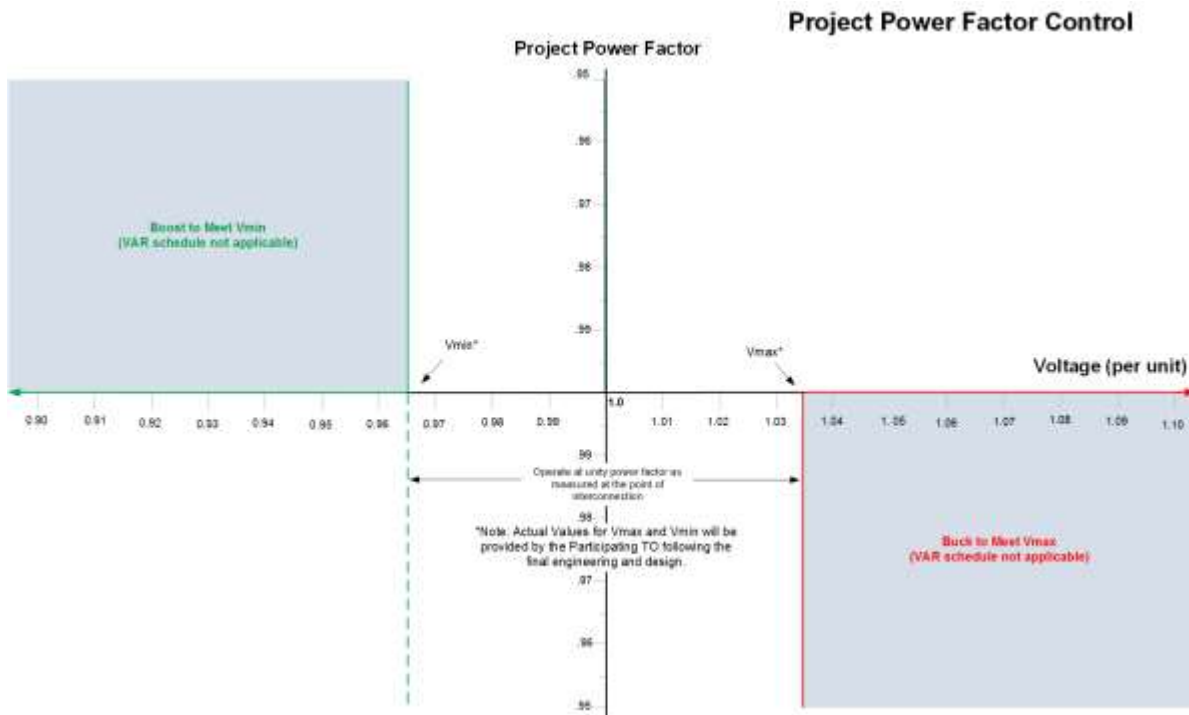 Project Power Factor Control
Project Power Factor
.95
.96
.97
.98
.99
Boost to Meet Vmin
(VAR schedule not applicable)
Vmin*
Vmax*
Voltage (per unit)
0.90
0.91
0.92
0.93
0.94
0.95
0.96
0.97
0.98
0.99
1.0
1.01
1.02
1.03
1.04
1.05
1.06
1.07
1.08
1.09
1.10
.99
Operate at unity power factor as
measured at the point of
interconnection
.98
*Note: Actual Values for Vmax and Vmin will be
provided by the Participating TO following the
final engineering and design.
Buck to Meet Vmax
(VAR schedule not applicable)
.97
.96
.95